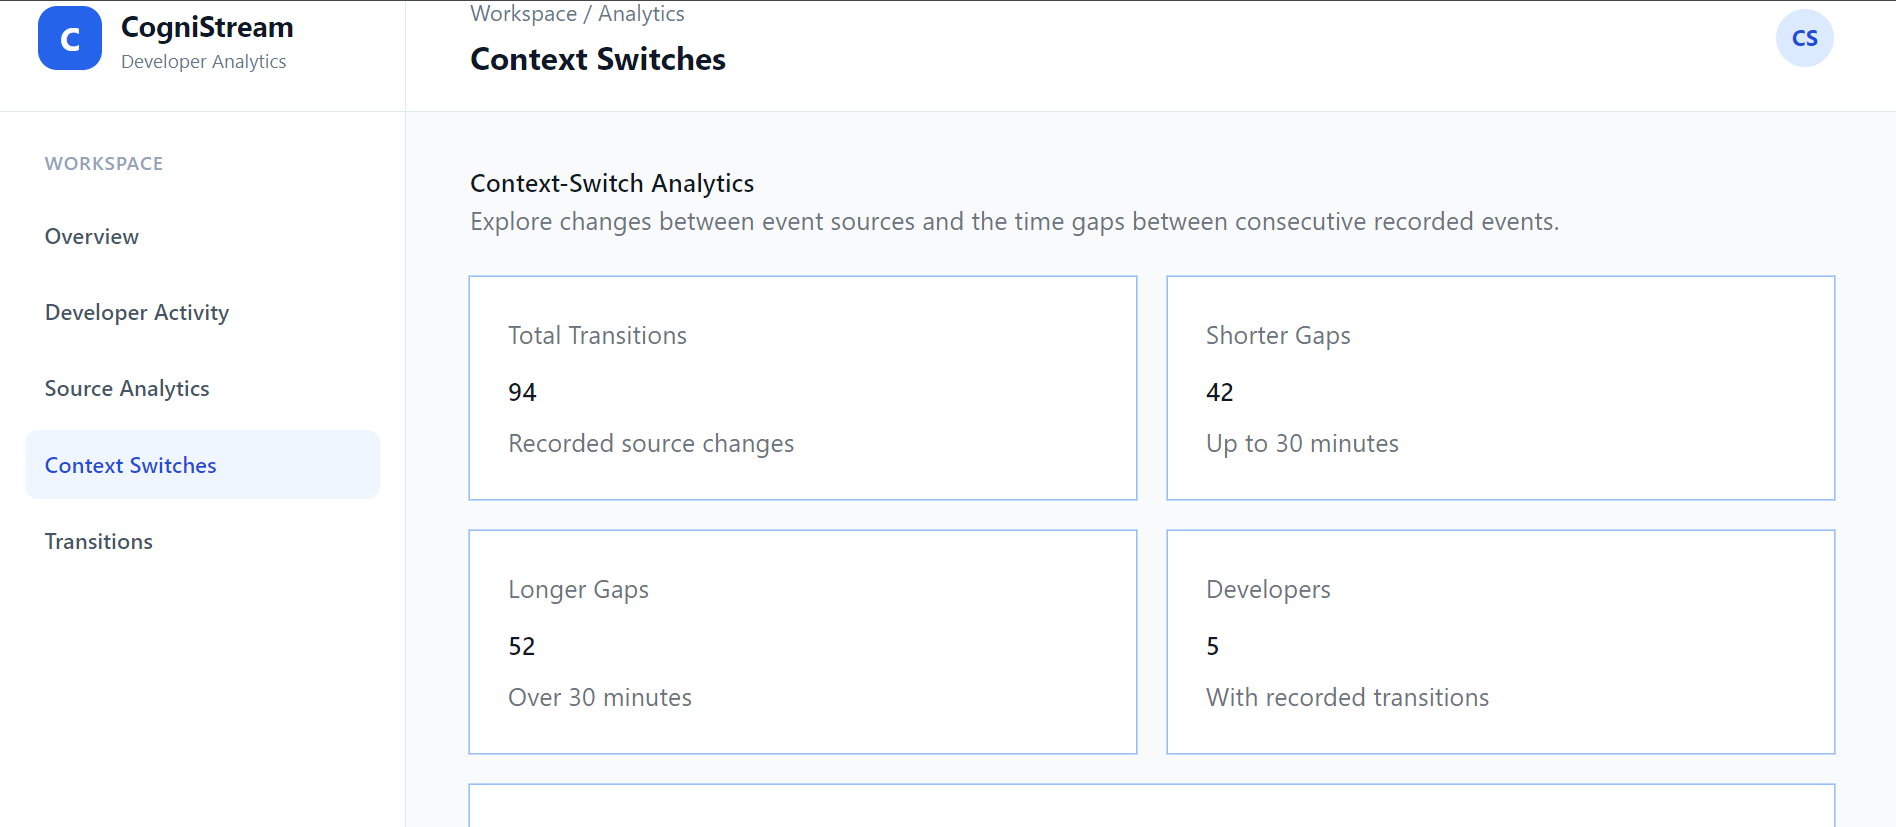 C
CogniStream
Developer Analytics
Workspace / Analytics
Context Switches
CS
WORKSPACE
Overview
Developer Activity
Source Analytics
Context Switches
Transitions
Context-Switch Analytics
Explore changes between event sources and the time gaps between consecutive recorded events.
Total Transitions
94
Recorded source changes
Shorter Gaps
42
Up to 30 minutes
Longer Gaps
52
Over 30 minutes
Developers
5
With recorded transitions